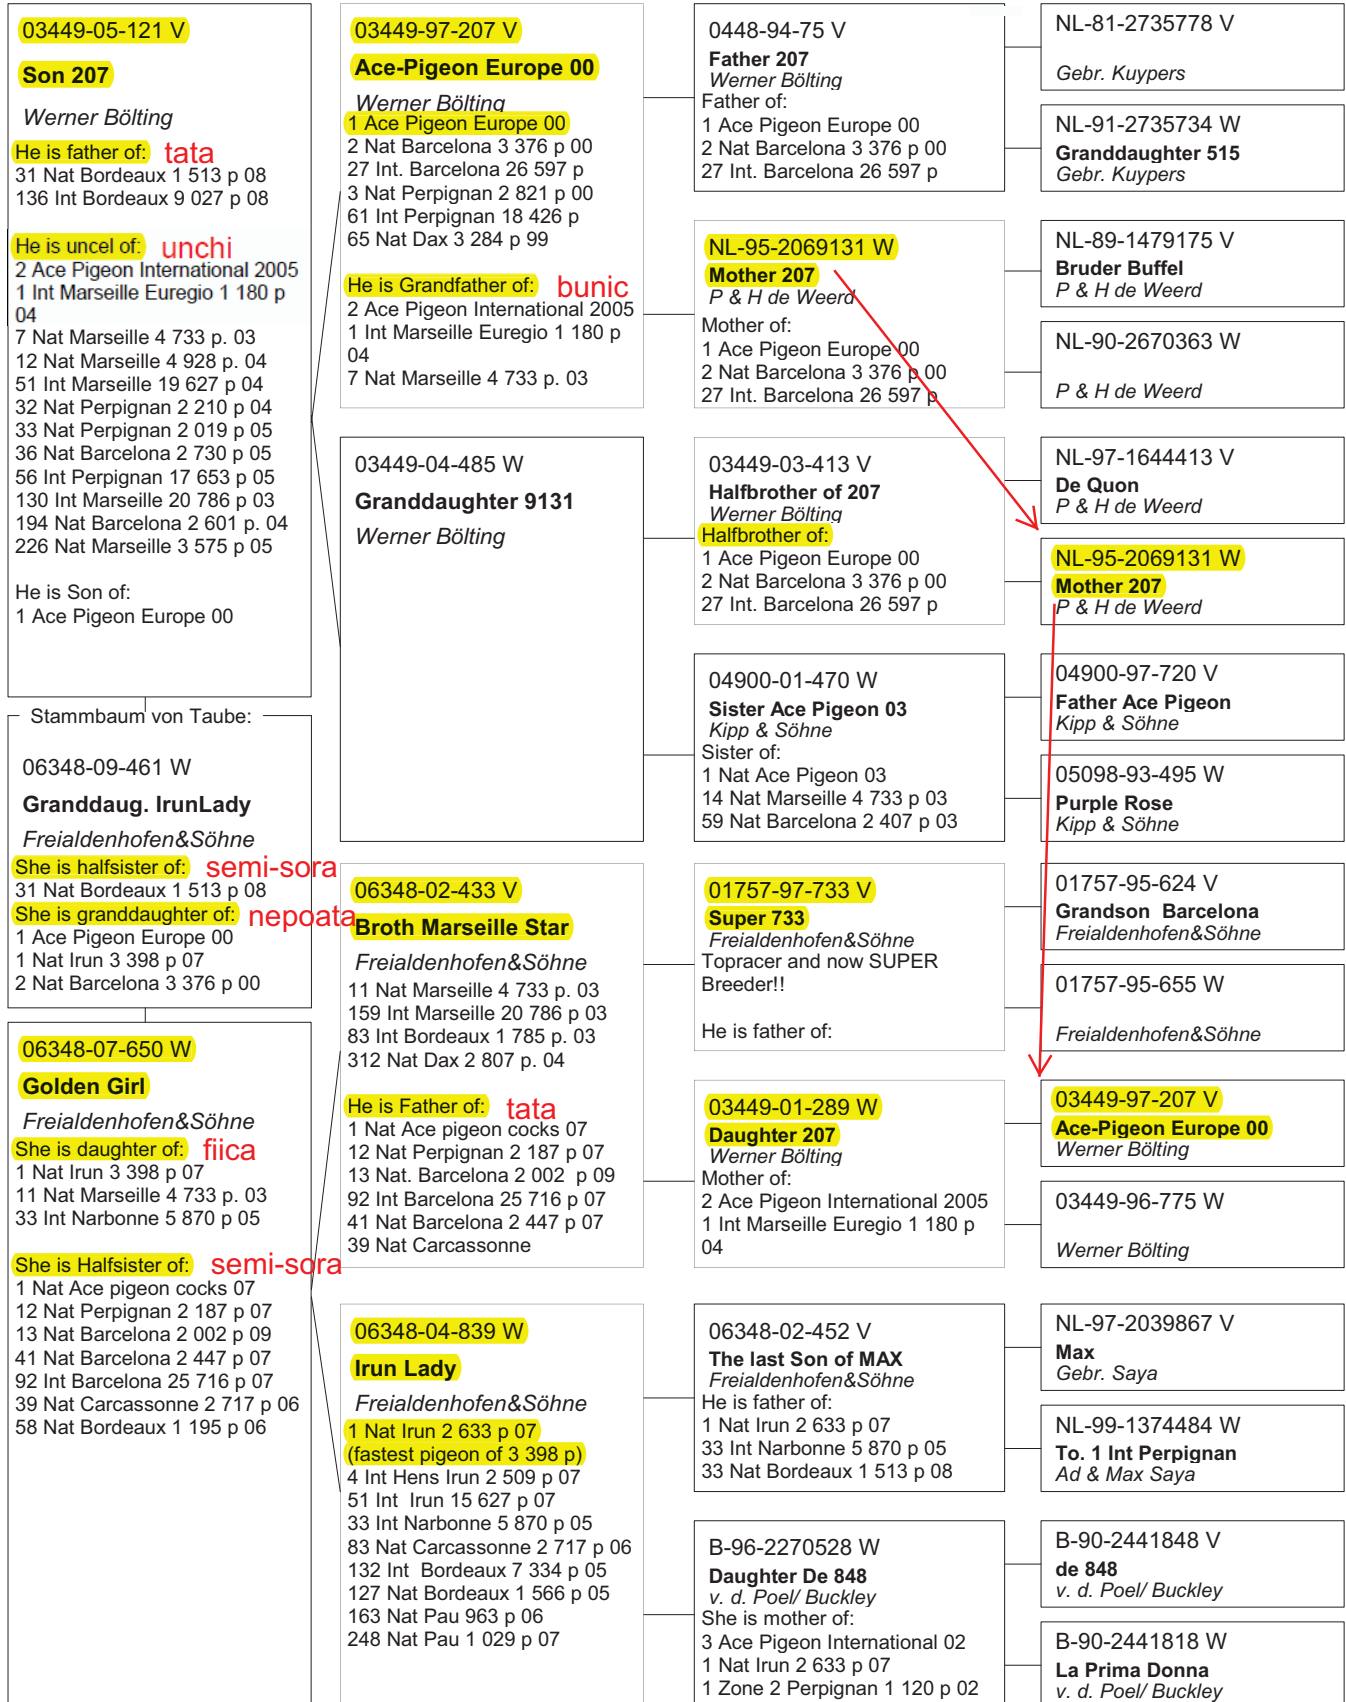 03449-05-121 V
Son 207
Werner Bölting
He is father of: tata
31 Nat Bordeaux 1 513 p 08
136 Int Bordeaux 9 027 p 08
He is uncel of: unchi
2 Ace Pigeon International 2005
1 Int Marseille Euregio 1 180 p
04
7 Nat Marseille 4 733 p. 03
12 Nat Marseille 4 928 p. 04
51 Int Marseille 19 627 p 04
32 Nat Perpignan 2 210 p 04
33 Nat Perpignan 2 019 p 05
36 Nat Barcelona 2 730 p 05
56 Int Perpignan 17 653 p 05
130 Int Marseille 20 786 p 03
194 Nat Barcelona 2 601 p. 04
226 Nat Marseille 3 575 p 05
He is Son of:
1 Ace Pigeon Europe 00
Stammbaum von Taube:
06348-09-461 W
Granddaug. IrunLady
Freialdenhofen&Söhne
She is halfsister of: semi-sora
31 Nat Bordeaux 1 513 p 08
She is granddaughter of: nepoata
1 Ace Pigeon Europe 00
1 Nat Irun 3 398 p 07
2 Nat Barcelona 3 376 p 00
06348-07-650 W
Golden Girl
Freialdenhofen&Söhne
She is daughter of: fiica
1 Nat Irun 3 398 p 07
11 Nat Marseille 4 733 p. 03
33 Int Narbonne 5 870 p 05
She is Halfsister of: semi-sora
1 Nat Ace pigeon cocks 07
12 Nat Perpignan 2 187 p 07
13 Nat Barcelona 2 002 p 09
41 Nat Barcelona 2 447 p 07
92 Int Barcelona 25 716 p 07
39 Nat Carcassonne 2 717 p 06
58 Nat Bordeaux 1 195 p 06
03449-97-207 V
Ace-Pigeon Europe 00
Werner Bölting
1 Ace Pigeon Europe 00
2 Nat Barcelona 3 376 p 00
27 Int. Barcelona 26 597 p
3 Nat Perpignan 2 821 p 00
61 Int Perpignan 18 426 p
65 Nat Dax 3 284 p 99
He is Grandfather of: bunic
2 Ace Pigeon International 2005
1 Int Marseille Euregio 1 180 p
04
7 Nat Marseille 4 733 p. 03
03449-04-485 W
Granddaughter 9131
Werner Bölting
06348-02-433 V
Broth Marseille Star
Freialdenhofen&Söhne
11 Nat Marseille 4 733 p. 03
159 Int Marseille 20 786 p 03
83 Int Bordeaux 1 785 p. 03
312 Nat Dax 2 807 p. 04
He is Father of: tata
1 Nat Ace pigeon cocks 07
12 Nat Perpignan 2 187 p 07
13 Nat. Barcelona 2 002 p 09
92 Int Barcelona 25 716 p 07
41 Nat Barcelona 2 447 p 07
39 Nat Carcassonne
06348-04-839 W
Irun Lady
Freialdenhofen&Söhne
1 Nat Irun 2 633 p 07
(fastest pigeon of 3 398 p)
4 Int Hens Irun 2 509 p 07
51 Int Irun 15 627 p 07
33 Int Narbonne 5 870 p 05
83 Nat Carcassonne 2 717 p 06
132 Int Bordeaux 7 334 p 05
127 Nat Bordeaux 1 566 p 05
163 Nat Pau 963 p 06
248 Nat Pau 1 029 p 07
0448-94-75 V
Father 207
Werner Bölting
Father of:
1 Ace Pigeon Europe 00
2 Nat Barcelona 3 376 p 00
27 Int. Barcelona 26 597 p
NL-95-2069131 W
Mother 207
P & H de Weerd
Mother of:
1 Ace Pigeon Europe 00
2 Nat Barcelona 3 376 p 00
27 Int. Barcelona 26 597 p
03449-03-413 V
Halfbrother of 207
Werner Bölting
Halfbrother of:
1 Ace Pigeon Europe 00
2 Nat Barcelona 3 376 p 00
27 Int. Barcelona 26 597 p
04900-01-470 W
Sister Ace Pigeon 03
Kipp & Söhne
Sister of:
1 Nat Ace Pigeon 03
14 Nat Marseille 4 733 p 03
59 Nat Barcelona 2 407 p 03
01757-97-733 V
Super 733
Freialdenhofen&Söhne
Topracer and now SUPER
Breeder!!
He is father of:
03449-01-289 W
Daughter 207
Werner Bölting
Mother of:
2 Ace Pigeon International 2005
1 Int Marseille Euregio 1 180 p
04
06348-02-452 V
The last Son of MAX
Freialdenhofen&Söhne
He is father of:
1 Nat Irun 2 633 p 07
33 Int Narbonne 5 870 p 05
33 Nat Bordeaux 1 513 p 08
B-96-2270528 W
Daughter De 848
v. d. Poel/ Buckley
She is mother of:
3 Ace Pigeon International 02
1 Nat Irun 2 633 p 07
1 Zone 2 Perpignan 1 120 p 02
NL-81-2735778 V
Gebr. Kuypers
NL-91-2735734 W
Granddaughter 515
Gebr. Kuypers
NL-89-1479175 V
Bruder Buffel
P & H de Weerd
NL-90-2670363 W
P & H de Weerd
NL-97-1644413 V
De Quon
P & H de Weerd
NL-95-2069131 W
Mother 207
P & H de Weerd
04900-97-720 V
Father Ace Pigeon
Kipp & Söhne
05098-93-495 W
Purple Rose
Kipp & Söhne
01757-95-624 V
Grandson Barcelona
Freialdenhofen&Söhne
01757-95-655 W
Freialdenhofen&Söhne
03449-97-207 V
Ace-Pigeon Europe 00
Werner Bölting
03449-96-775 W
Werner Bölting
NL-97-2039867 V
Max
Gebr. Saya
NL-99-1374484 W
To. 1 Int Perpignan
Ad & Max Saya
B-90-2441848 V
de 848
v. d. Poel/ Buckley
B-90-2441818 W
La Prima Donna
v. d. Poel/ Buckley